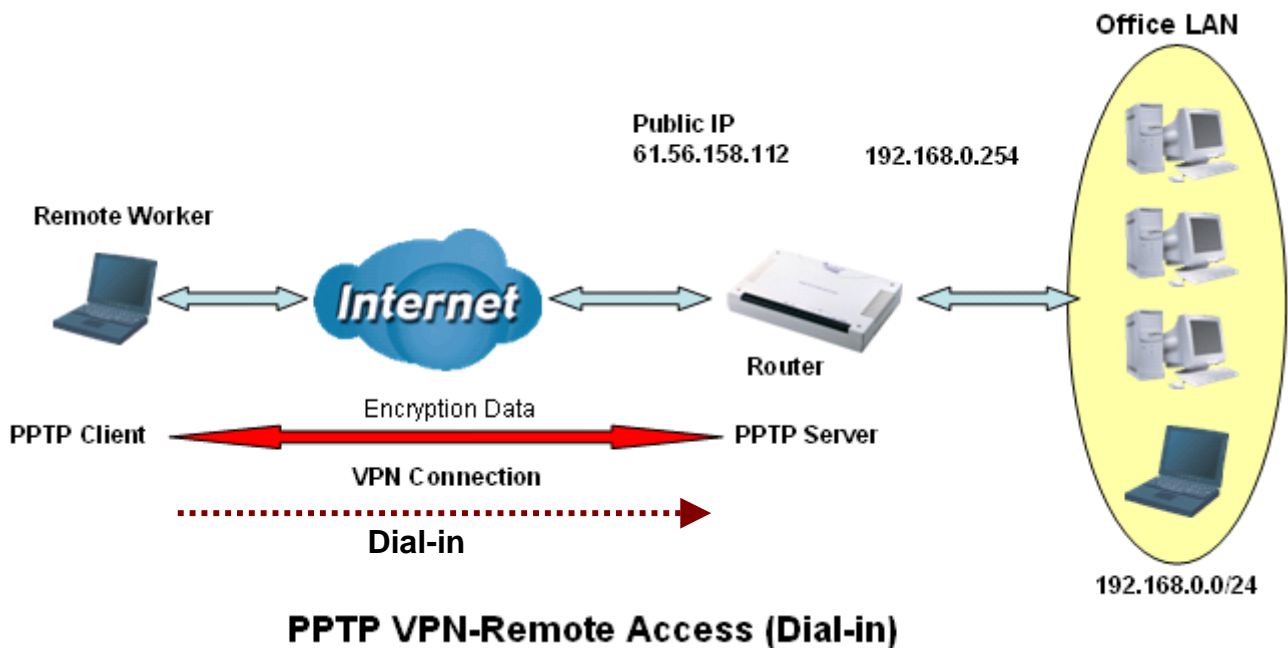 Office LAN
Public IP
61.56.158.112
192.168.0.254
Remote Worker
Internet
Router
Encryption Data
PPTP Client
PPTP Server
VPN Connection
Dial-in
192.168.0.0/24
PPTP VPN-Remote Access (Dial-in)